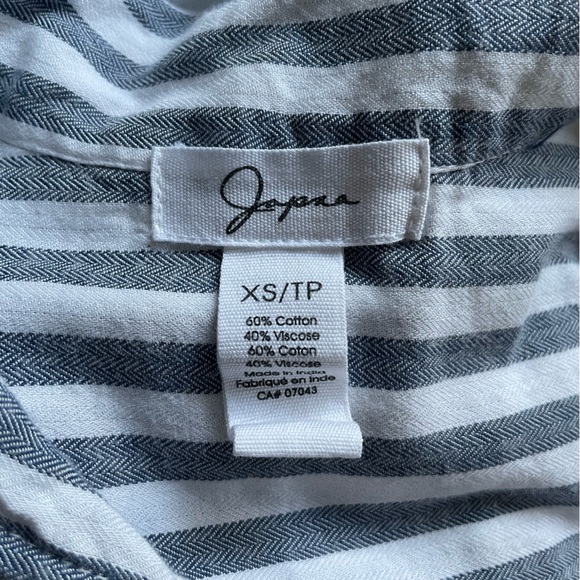 Japna
XS/TP
60% Cotton
40% Viscose
60% Coton
40% Viscose
Made in India
Fabriqué en Inde
CA# 07043